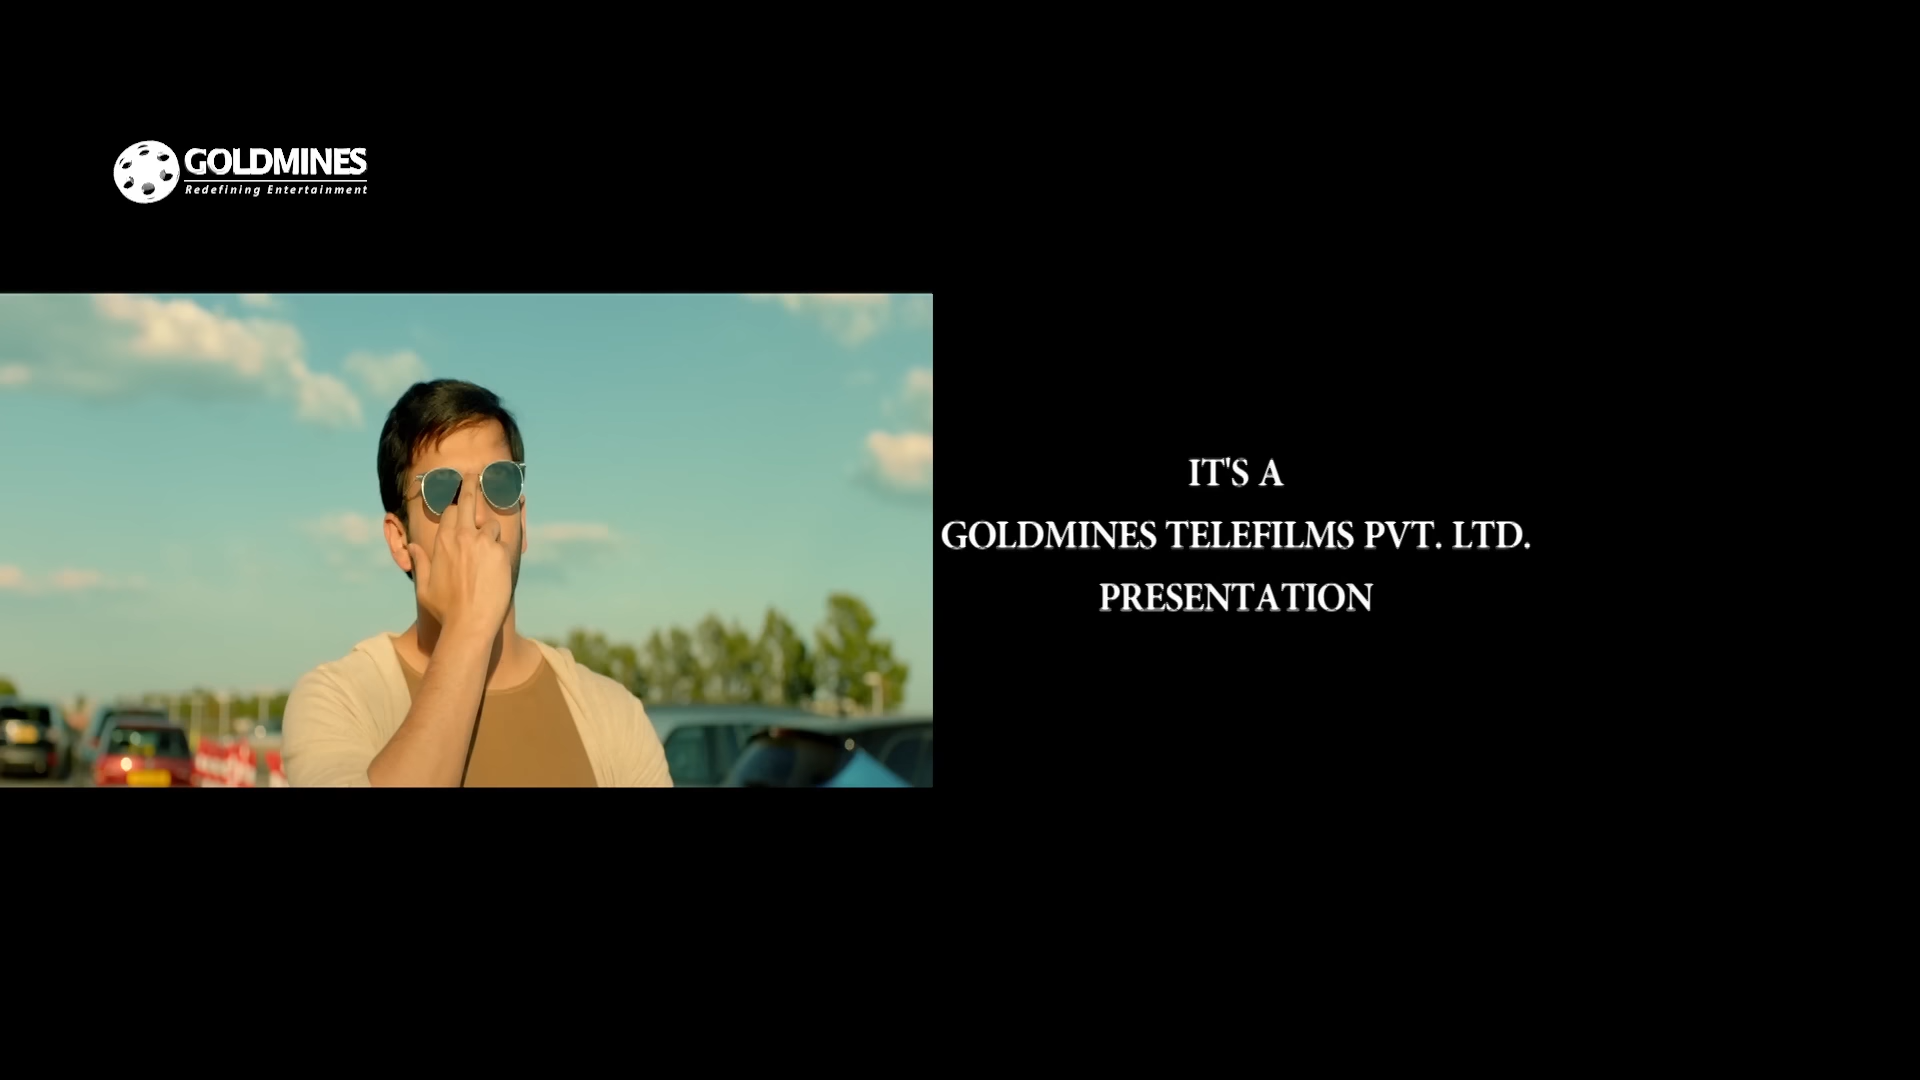 GOLDMINES
Redefining Entertainment
IT'S A
GOLDMINES TELEFILMS PVT. LTD.
PRESENTATION